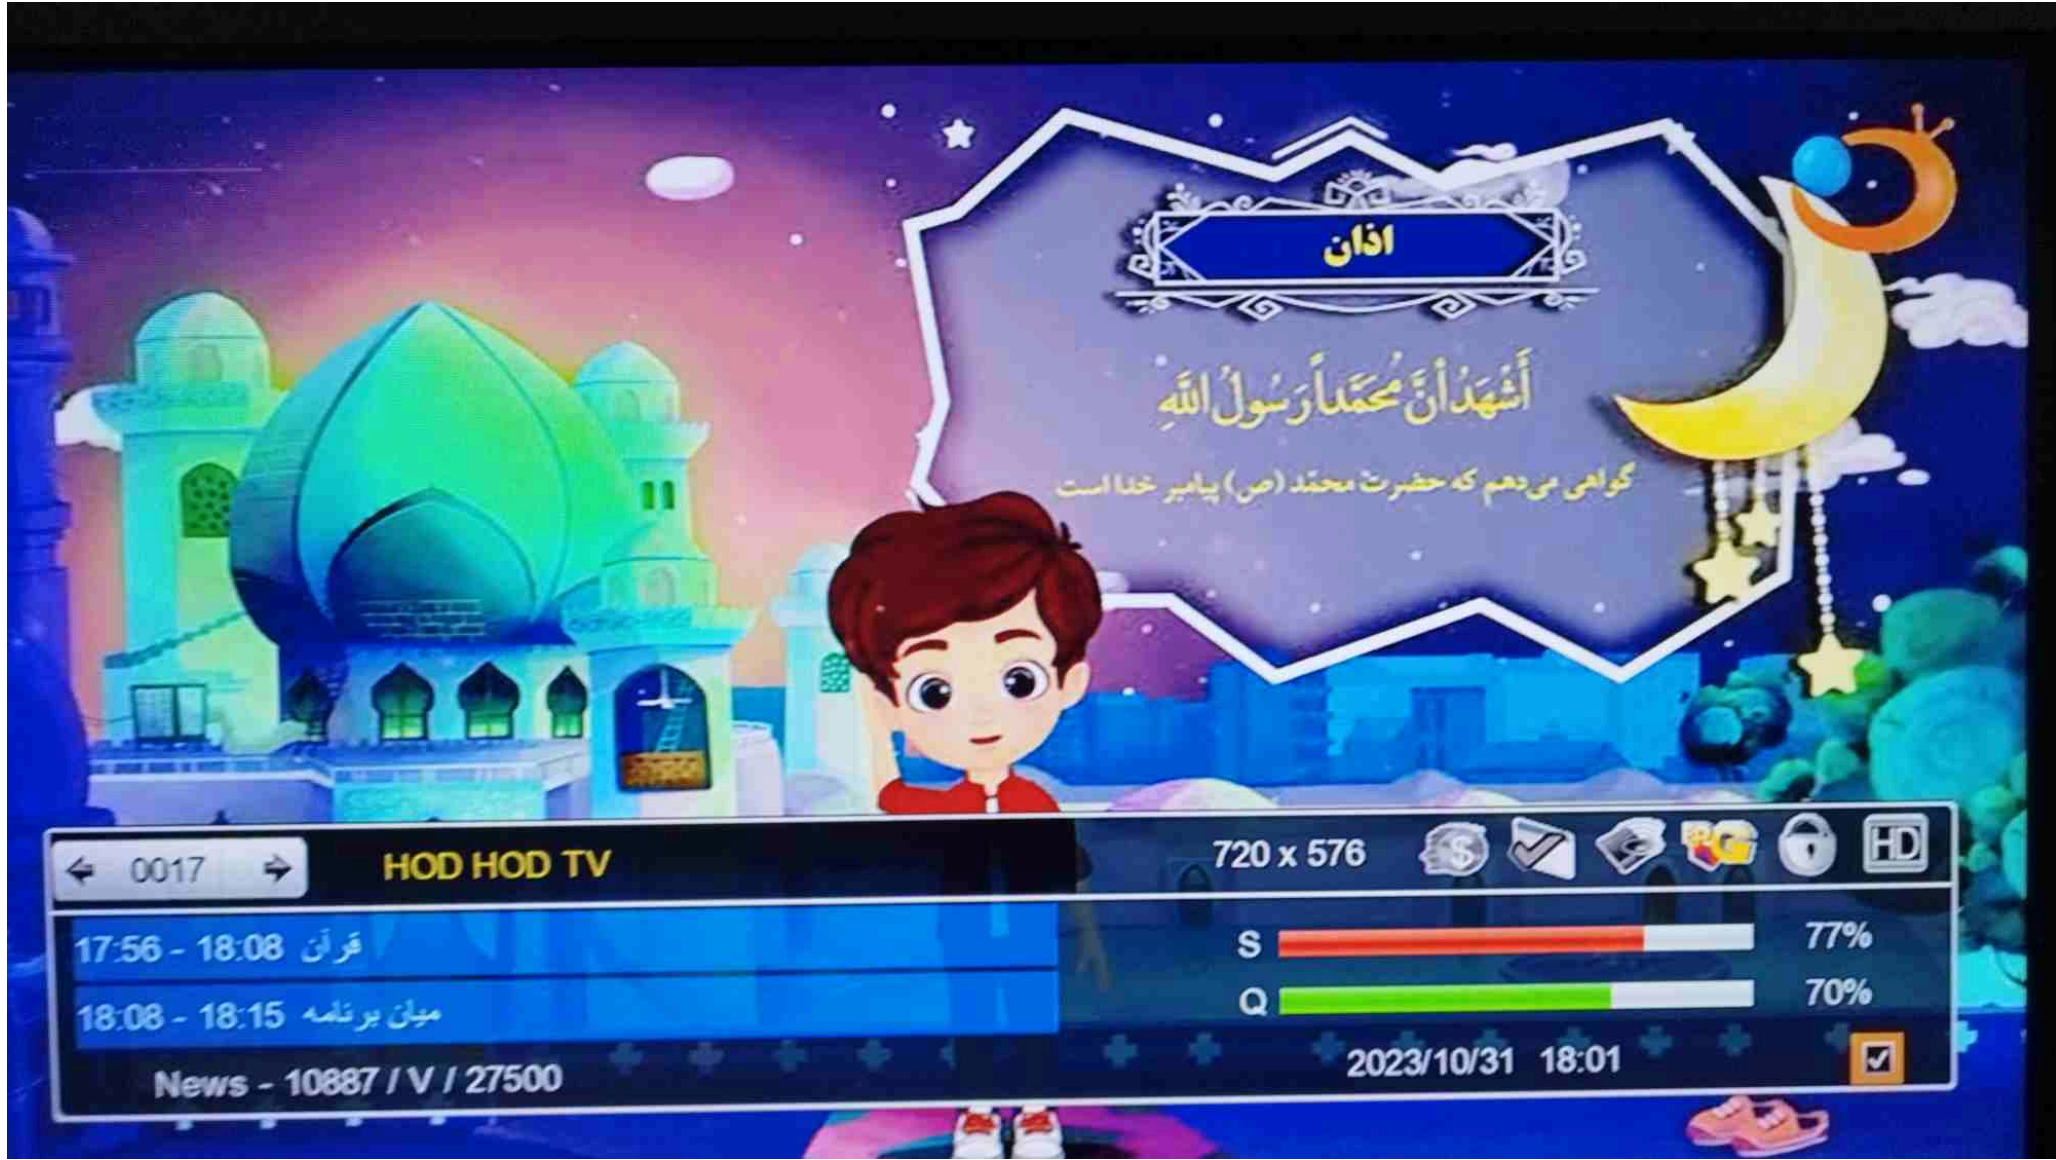 اذان
أَشْهَدُ أَنَّ مُحَمَّداً رَسُولُ اللَّهِ
گواهی می‌دهم که حضرت محمّد (ص) پیامبر خدا است
0017 HOD HOD TV 720 x 576 HD
17:56 - 18:08 قرآن
S 77%
18:08 - 18:15 میان برنامه
Q 70%
News - 10887 / V / 27500
2023/10/31 18:01